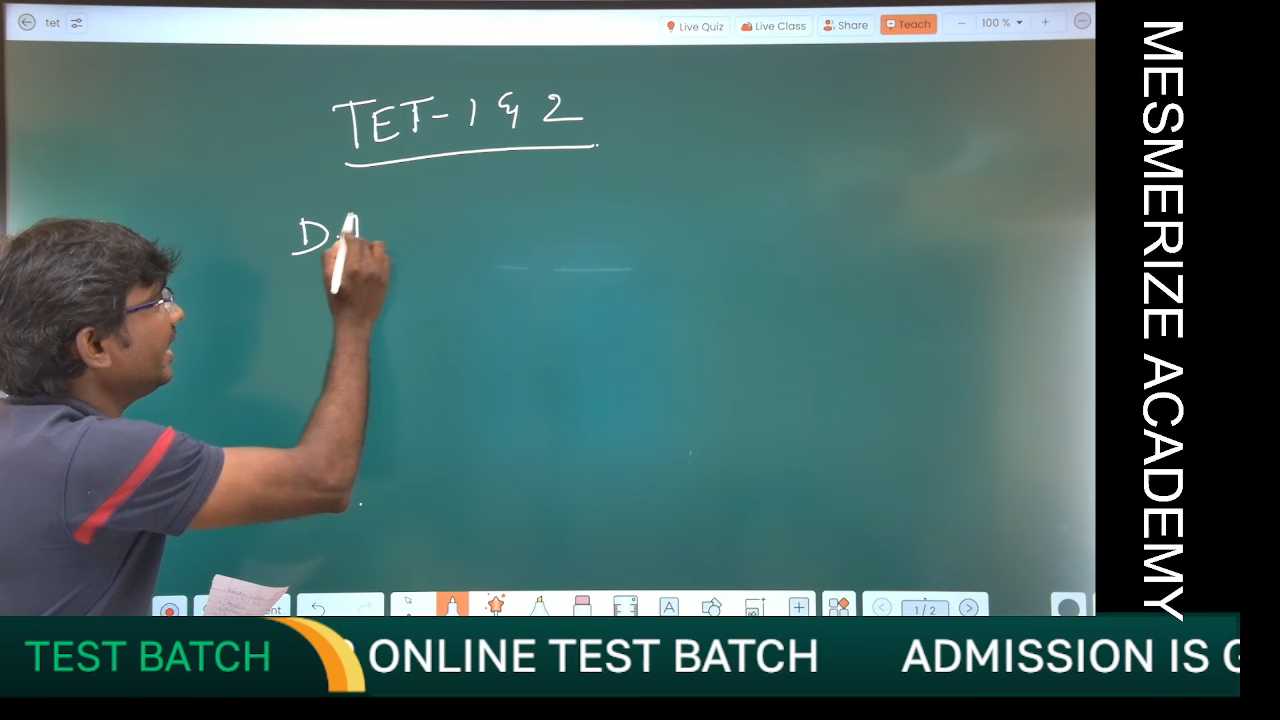 tet
Live Quiz
Live Class
Share
Teach
100 %
TET-1 & 2
D.A
1 / 2
MESMERIZE ACADEMY
TEST BATCH
ONLINE TEST BATCH
ADMISSION IS